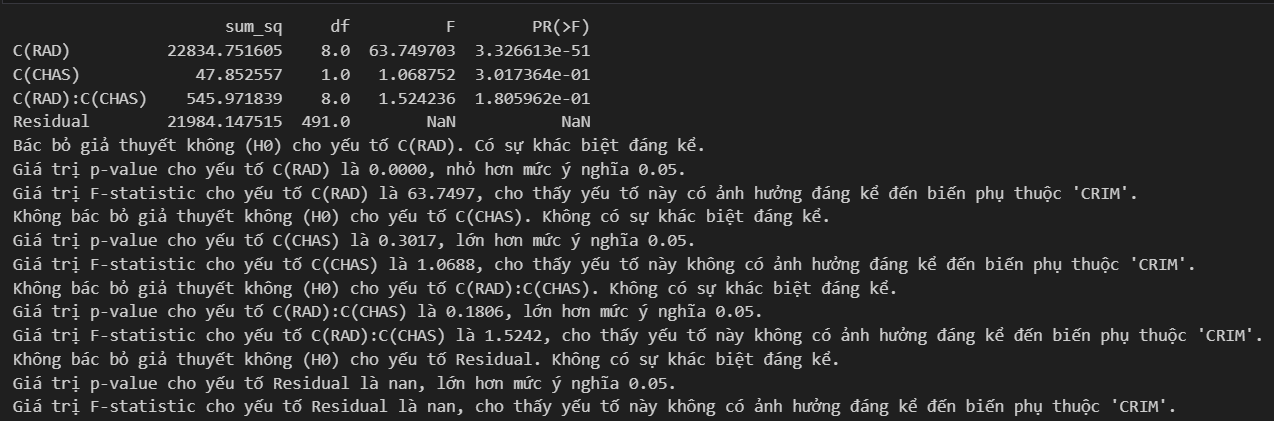 sum_sq df F PR(>F)
C(RAD) 22834.751605 8.0 63.749703 3.326613e-51
C(CHAS) 47.852557 1.0 1.068752 3.017364e-01
C(RAD):C(CHAS) 545.971839 8.0 1.524236 1.805962e-01
Residual 21984.147515 491.0 NaN NaN
Bác bỏ giả thuyết không (H0) cho yếu tố C(RAD). Có sự khác biệt đáng kể.
Giá trị p-value cho yếu tố C(RAD) là 0.0000, nhỏ hơn mức ý nghĩa 0.05.
Giá trị F-statistic cho yếu tố C(RAD) là 63.7497, cho thấy yếu tố này có ảnh hưởng đáng kể đến biến phụ thuộc 'CRIM'.
Không bác bỏ giả thuyết không (H0) cho yếu tố C(CHAS). Không có sự khác biệt đáng kể.
Giá trị p-value cho yếu tố C(CHAS) là 0.3017, lớn hơn mức ý nghĩa 0.05.
Giá trị F-statistic cho yếu tố C(CHAS) là 1.0688, cho thấy yếu tố này không có ảnh hưởng đáng kể đến biến phụ thuộc 'CRIM'.
Không bác bỏ giả thuyết không (H0) cho yếu tố C(RAD):C(CHAS). Không có sự khác biệt đáng kể.
Giá trị p-value cho yếu tố C(RAD):C(CHAS) là 0.1806, lớn hơn mức ý nghĩa 0.05.
Giá trị F-statistic cho yếu tố C(RAD):C(CHAS) là 1.5242, cho thấy yếu tố này không có ảnh hưởng đáng kể đến biến phụ thuộc 'CRIM'.
Không bác bỏ giả thuyết không (H0) cho yếu tố Residual. Không có sự khác biệt đáng kể.
Giá trị p-value cho yếu tố Residual là nan, lớn hơn mức ý nghĩa 0.05.
Giá trị F-statistic cho yếu tố Residual là nan, cho thấy yếu tố này không có ảnh hưởng đáng kể đến biến phụ thuộc 'CRIM'.